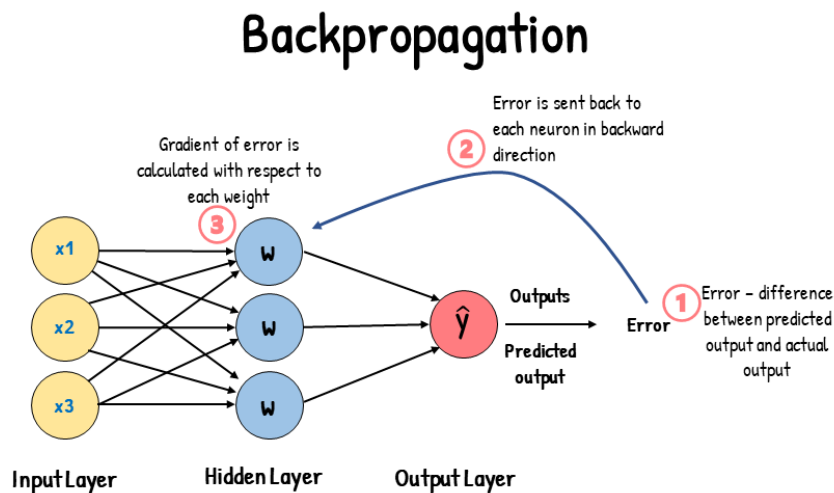 Backpropagation
Error is sent back to
each neuron in backward
direction
2
Gradient of error is
calculated with respect to
each weight
3
x1
x2
x3
w
w
w
ŷ
Outputs
Predicted
output
Error
1
Error – difference
between predicted
output and actual
output
Input Layer
Hidden Layer
Output Layer